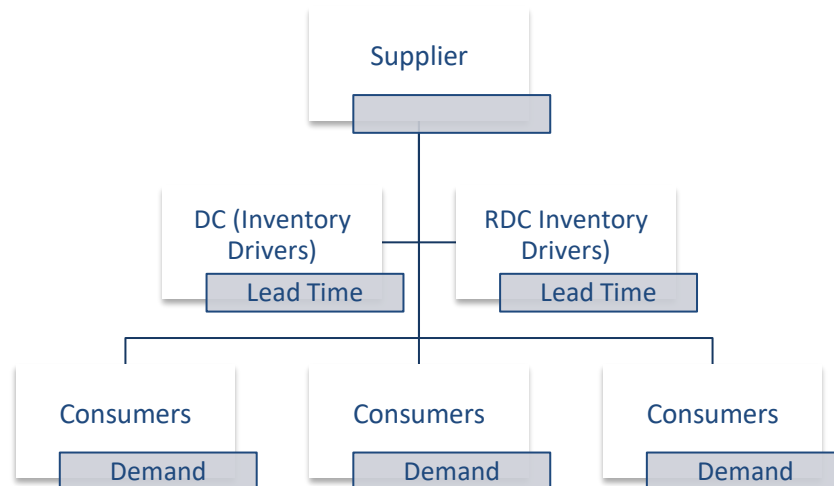 Supplier
DC (Inventory
Drivers)
Lead Time
RDC Inventory
Drivers)
Lead Time
Consumers
Demand
Consumers
Demand
Consumers
Demand